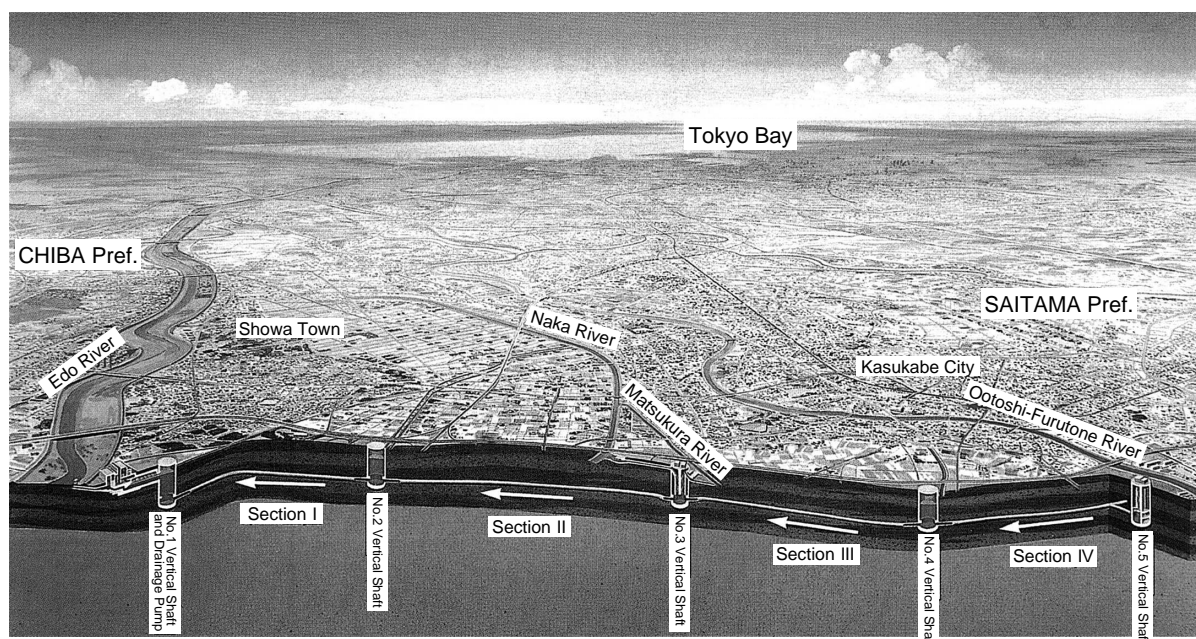 Tokyo Bay
CHIBA Pref.
SAITAMA Pref.
Showa Town
Naka River
Edo River
Kasukabe City
Matsukura River
Ootoshi-Furutone River
Section I
Section II
Section III
Section IV
No.1 Vertical Shaft
and Drainage Pump
No.2 Vertical Shaft
No.3 Vertical Shaft
No.4 Vertical Sha
No.5 Vertical Shaf